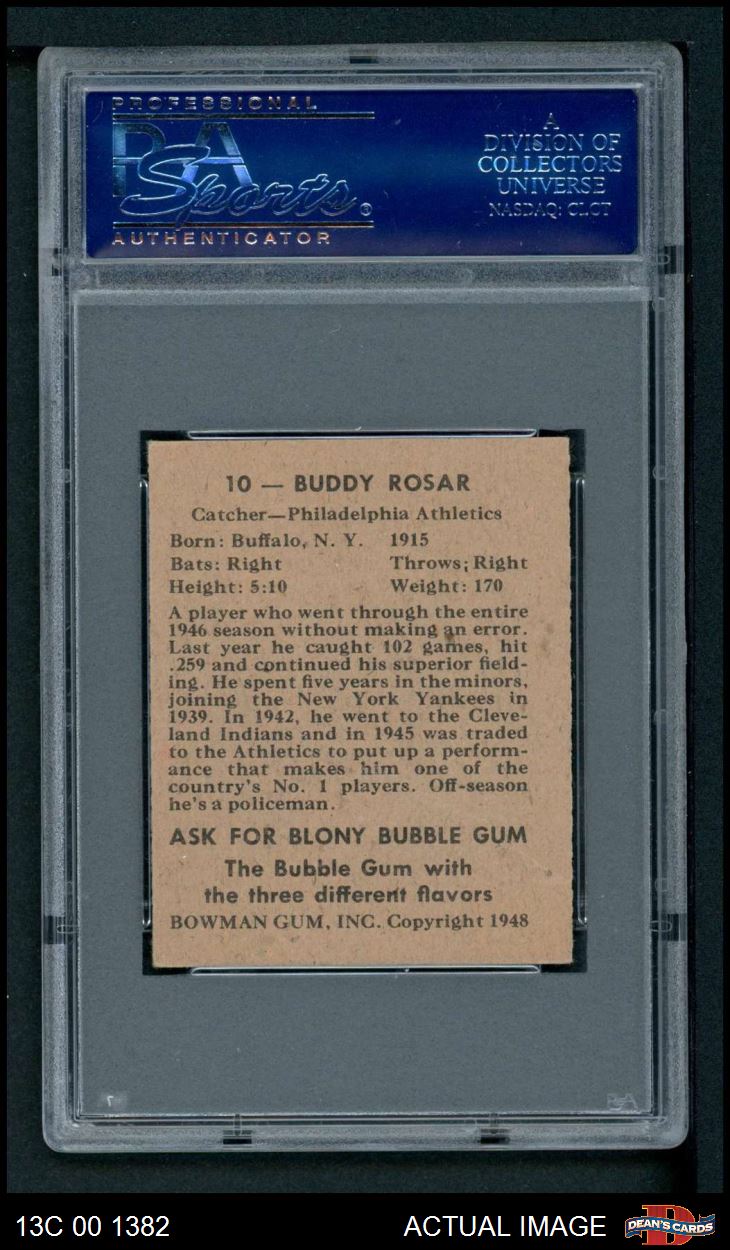 PROFESSIONAL
PSA
Sports®
AUTHENTICATOR
A
DIVISION OF
COLLECTORS
UNIVERSE
NASDAQ: CLCT
10 — BUDDY ROSAR
Catcher—Philadelphia Athletics
Born: Buffalo, N. Y. 1915
Bats: Right Throws: Right
Height: 5:10 Weight: 170
A player who went through the entire
1946 season without making an error.
Last year he caught 102 games, hit
.259 and continued his superior field-
ing. He spent five years in the minors,
joining the New York Yankees in
1939. In 1942, he went to the Cleve-
land Indians and in 1945 was traded
to the Athletics to put up a perform-
ance that makes him one of the
country's No. 1 players. Off-season
he's a policeman.
ASK FOR BLONY BUBBLE GUM
The Bubble Gum with
the three different flavors
BOWMAN GUM, INC. Copyright 1948
PSA
13C 00 1382
ACTUAL IMAGE
DEAN'S CARDS